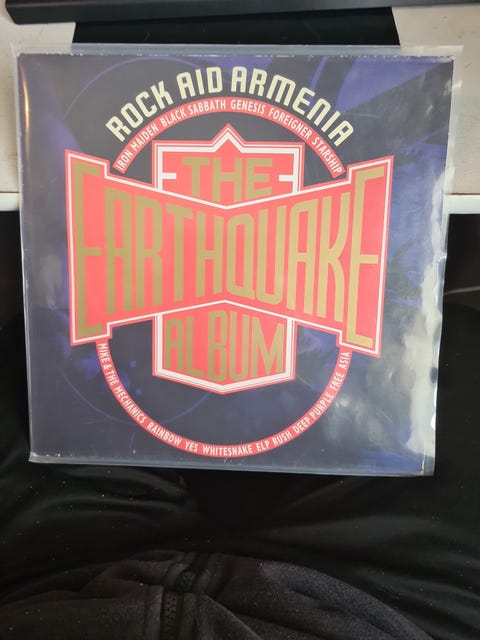 ROCK AID ARMENIA
IRON MAIDEN BLACK SABBATH GENESIS FOREIGNER STARSHIP
THE
EARTHQUAKE
ALBUM
MIKE & THE MECHANICS RAINBOW YES WHITESNAKE ELP RUSH DEEP PURPLE FREE ASIA